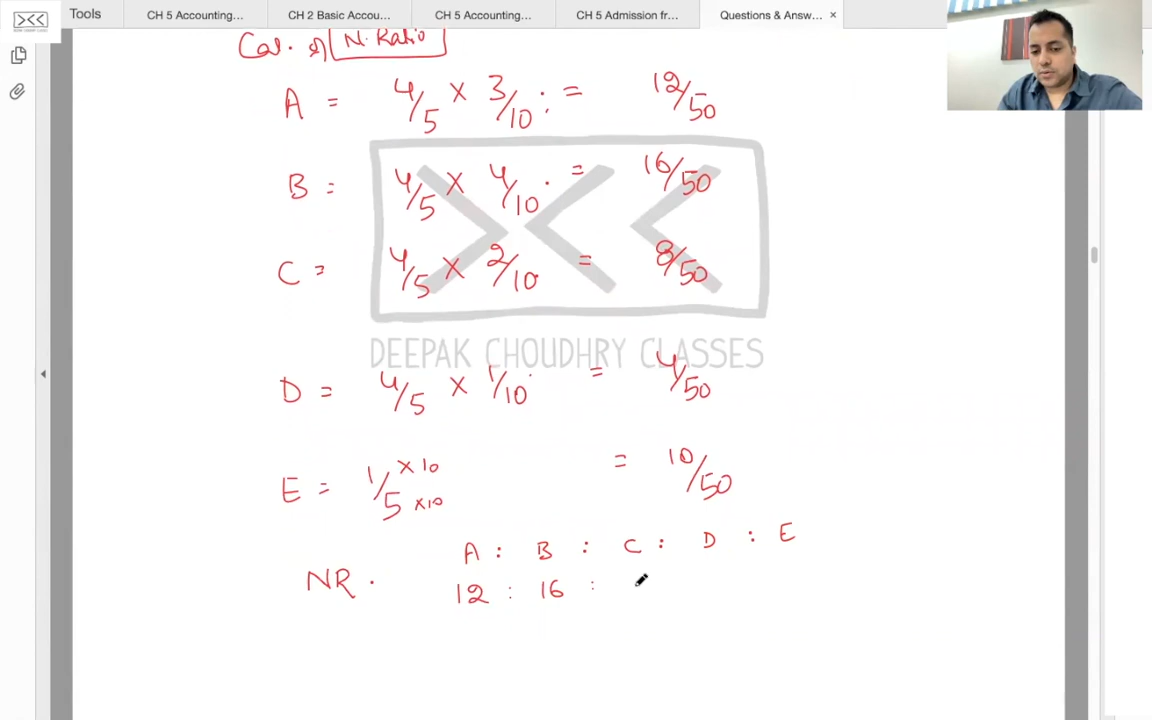 Tools CH 5 Accounting... CH 2 Basic Accou... CH 5 Accounting... CH 5 Admission fr... Questions & Answ... ×
Cal. of N. Ratio
A = 4/5 × 3/10 = 12/50
B = 4/5 × 4/10 = 16/50
C = 4/5 × 2/10 = 8/50
DEEPAK CHOUDHRY CLASSES
D = 4/5 × 1/10 = 4/50
E = 1/5 ×10 ×10 = 10/50
A : B : C : D : E
NR. 12 : 16 :